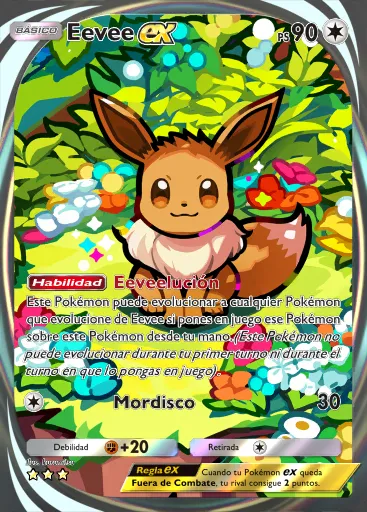 BÁSICO Eevee ex PS 90
Habilidad Eeveelución
Este Pokémon puede evolucionar a cualquier Pokémon
que evolucione de Eevee si pones en juego ese Pokémon
sobre este Pokémon desde tu mano. (Este Pokémon no
puede evolucionar durante tu primer turno ni durante el
turno en que lo pongas en juego).
Mordisco 30
Debilidad +20 Retirada
Regla ex Cuando tu Pokémon ex queda
Fuera de Combate, tu rival consigue 2 puntos.